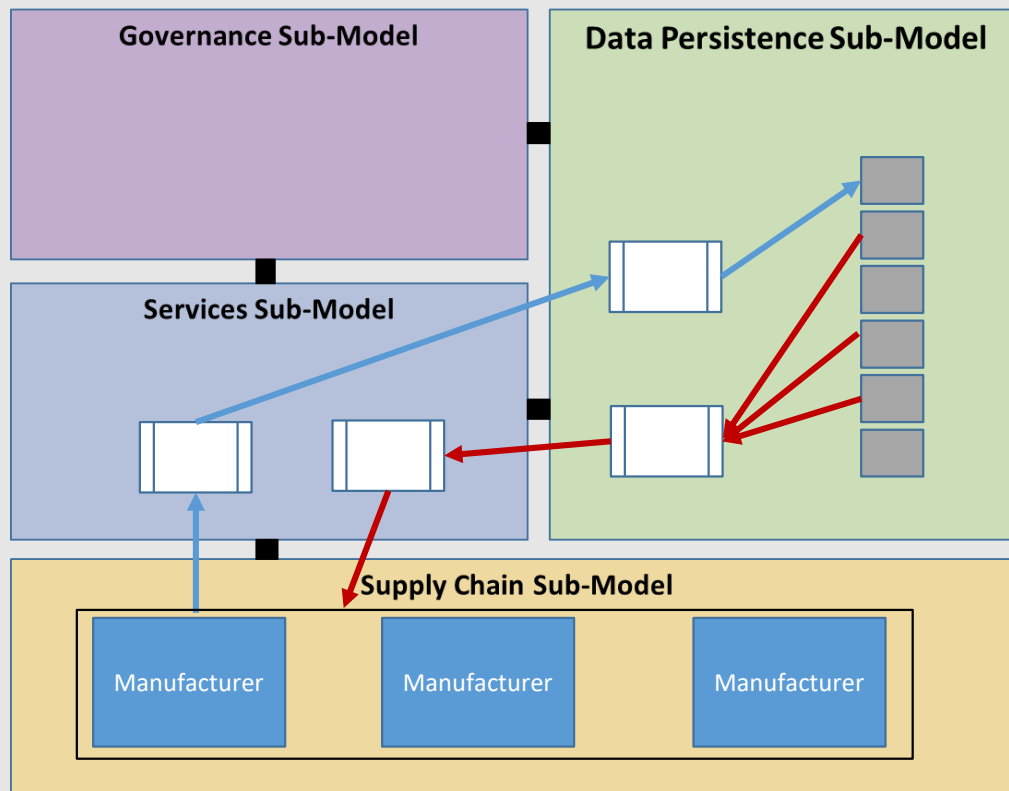 Governance Sub-Model
Data Persistence Sub-Model
Services Sub-Model
Supply Chain Sub-Model
Manufacturer
Manufacturer
Manufacturer